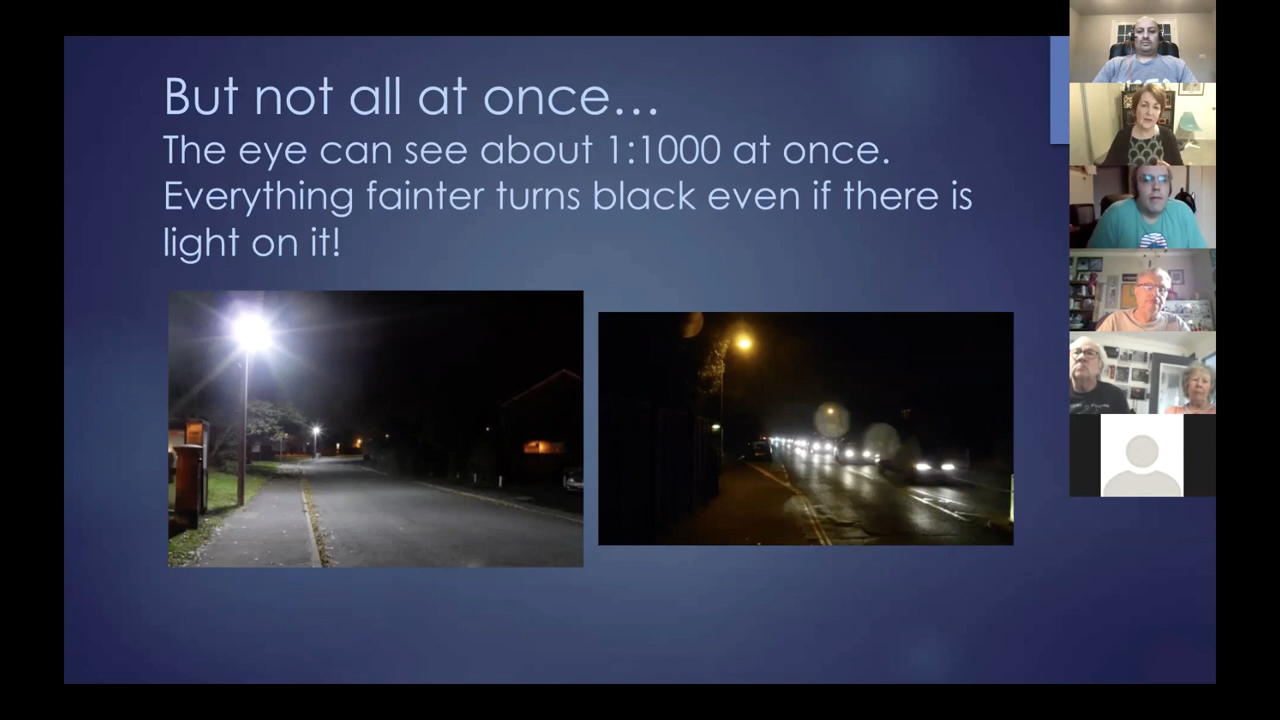 But not all at once…
The eye can see about 1:1000 at once.
Everything fainter turns black even if there is
light on it!